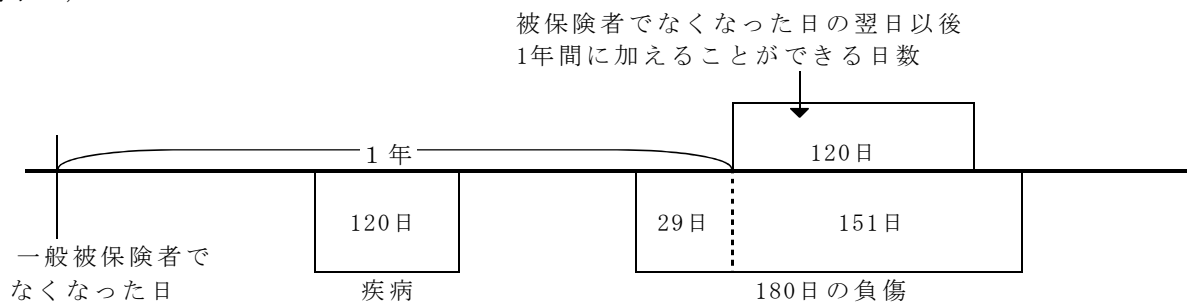 被保険者でなくなった日の翌日以後
1年間に加えることができる日数
1年
120日
120日
29日
151日
一般被保険者で
なくなった日
疾病
180日の負傷